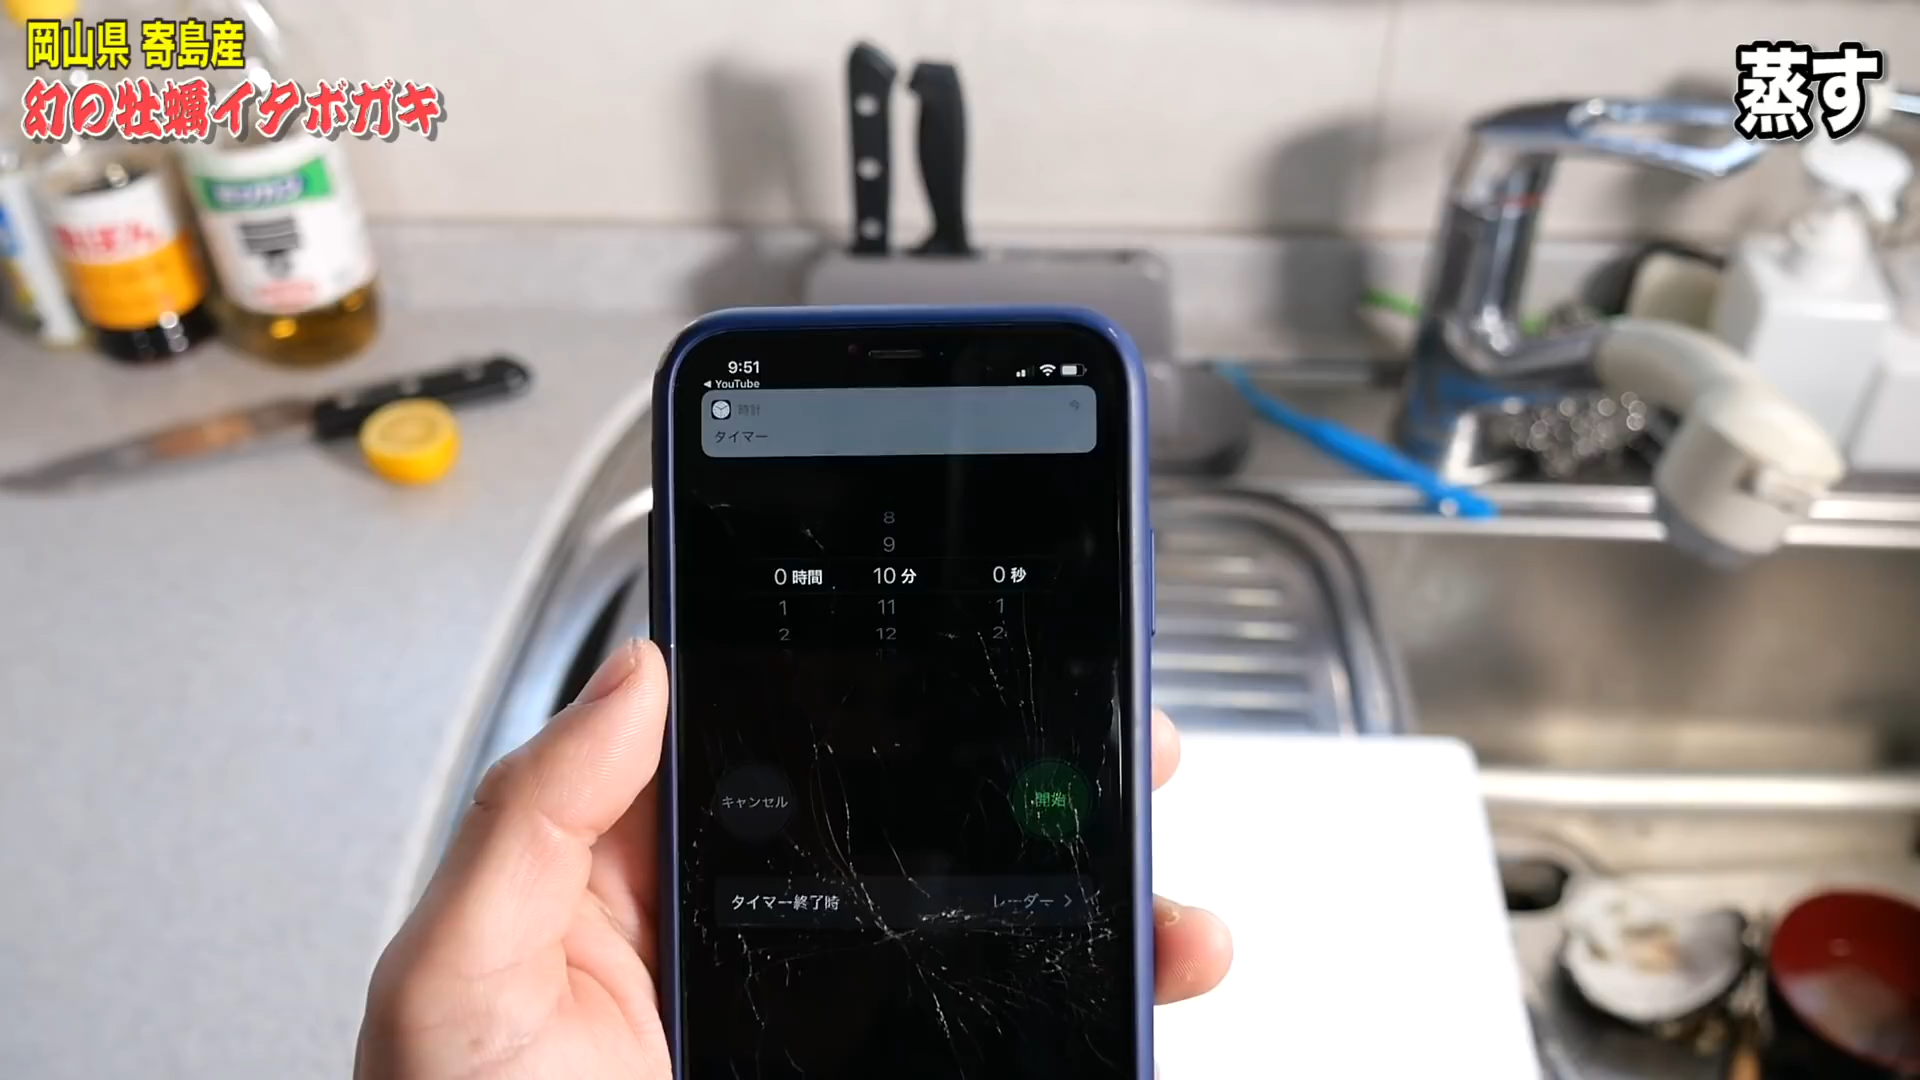 岡山県 寄島産
幻の牡蠣イタボガキ
蒸す
9:51
◀ YouTube
時計
今
タイマー
8
9
0 時間 10 分 0 秒
1 11 1
2 12 2
キャンセル
開始
タイマー終了時
レーダー >